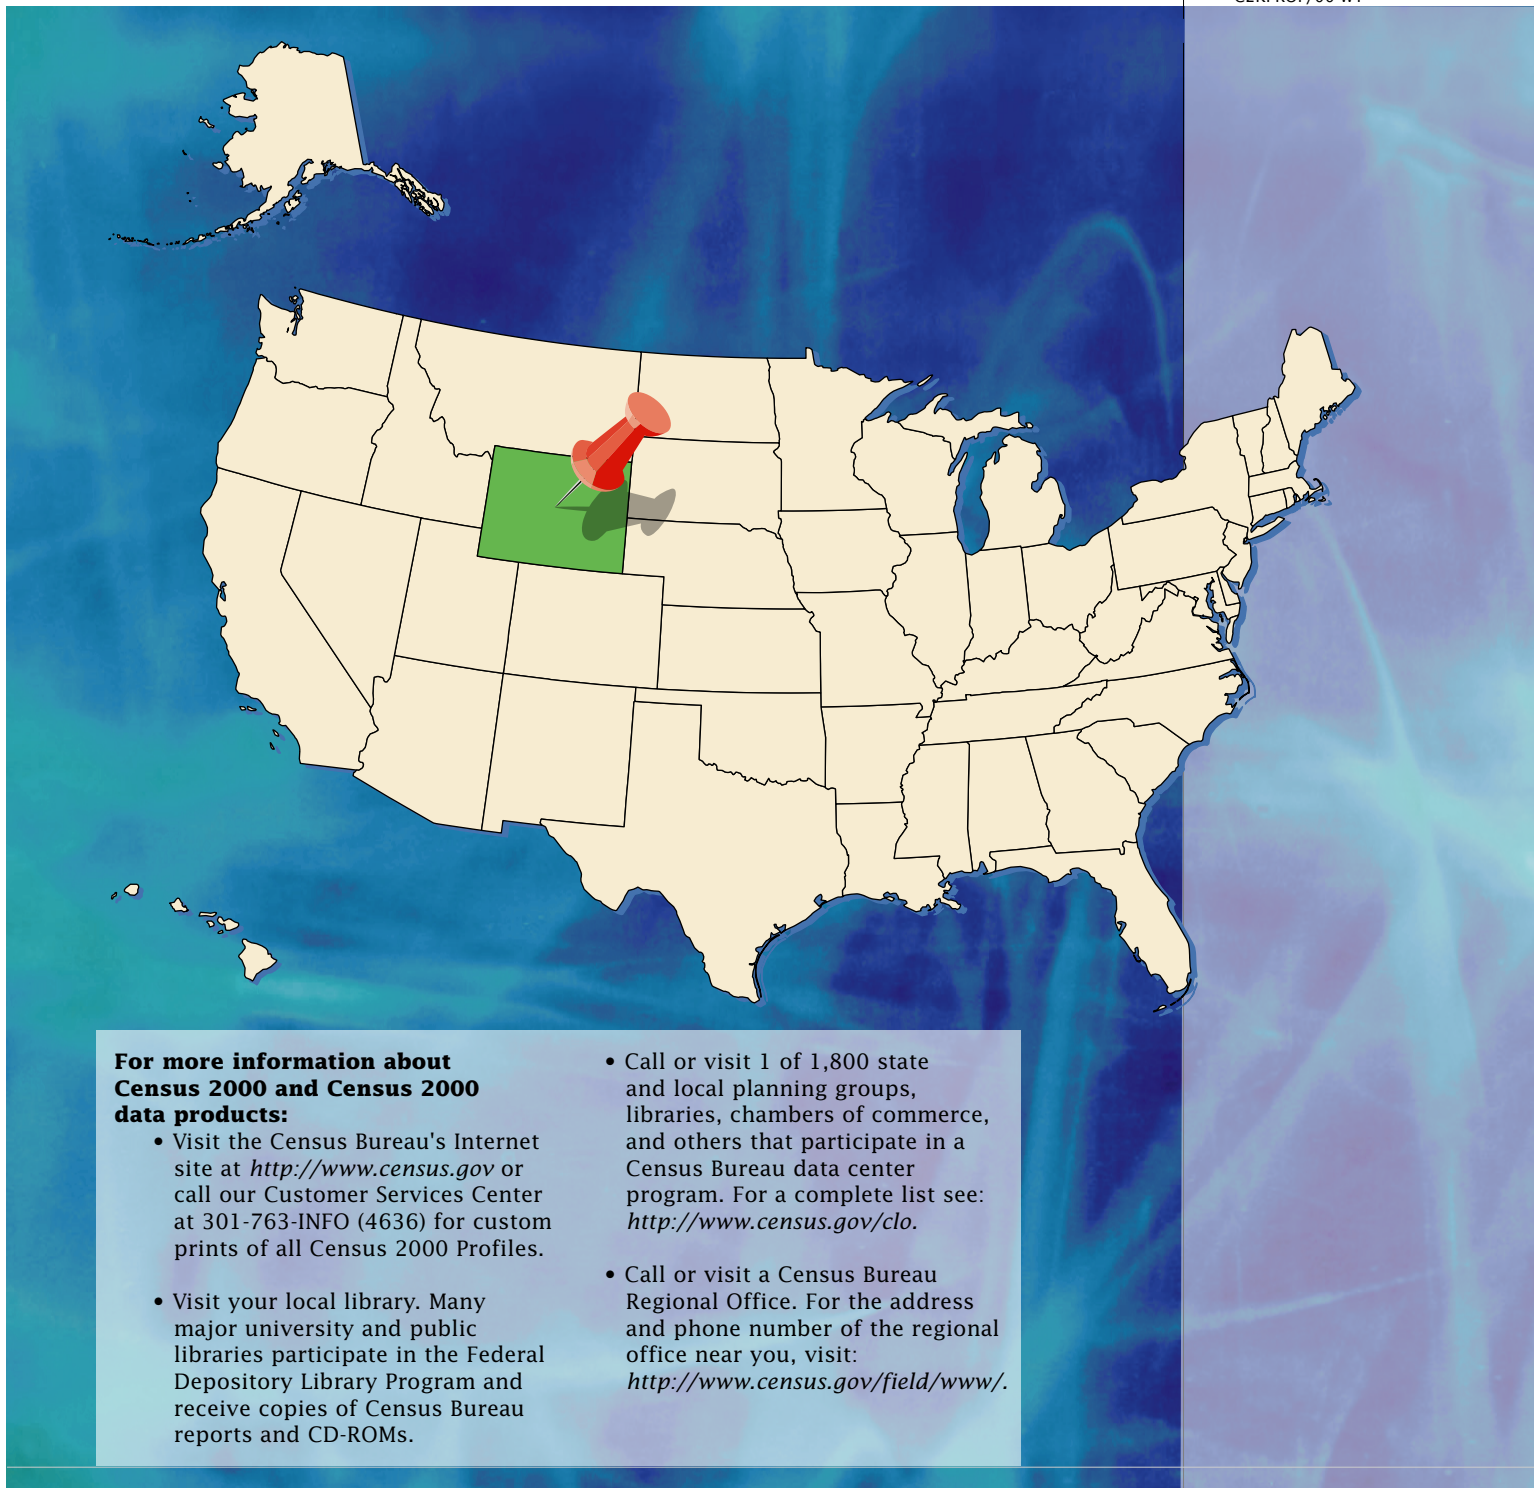 For more information about
Census 2000 and Census 2000
data products:
• Visit the Census Bureau's Internet
site at http://www.census.gov or
call our Customer Services Center
at 301-763-INFO (4636) for custom
prints of all Census 2000 Profiles.
• Visit your local library. Many
major university and public
libraries participate in the Federal
Depository Library Program and
receive copies of Census Bureau
reports and CD-ROMs.
• Call or visit 1 of 1,800 state
and local planning groups,
libraries, chambers of commerce,
and others that participate in a
Census Bureau data center
program. For a complete list see:
http://www.census.gov/clo.
• Call or visit a Census Bureau
Regional Office. For the address
and phone number of the regional
office near you, visit:
http://www.census.gov/field/www/.